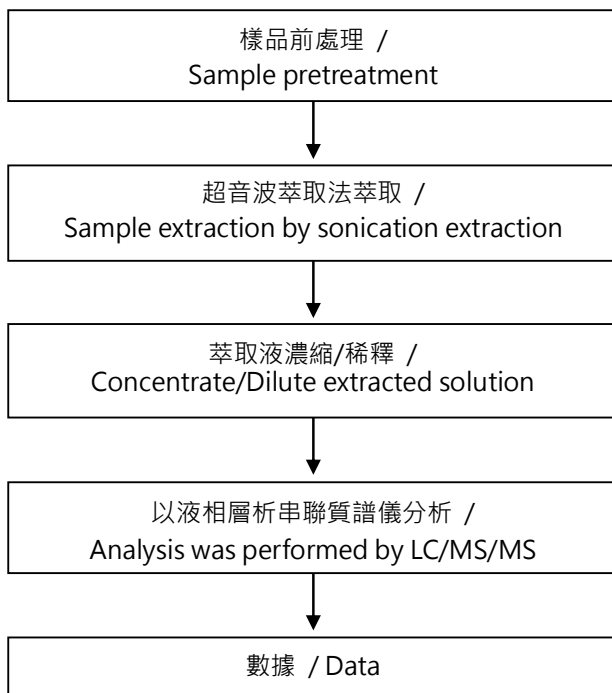 樣品前處理 /
Sample pretreatment
超音波萃取法萃取 /
Sample extraction by sonication extraction
萃取液濃縮/稀釋 /
Concentrate/Dilute extracted solution
以液相層析串聯質譜儀分析 /
Analysis was performed by LC/MS/MS
數據 / Data